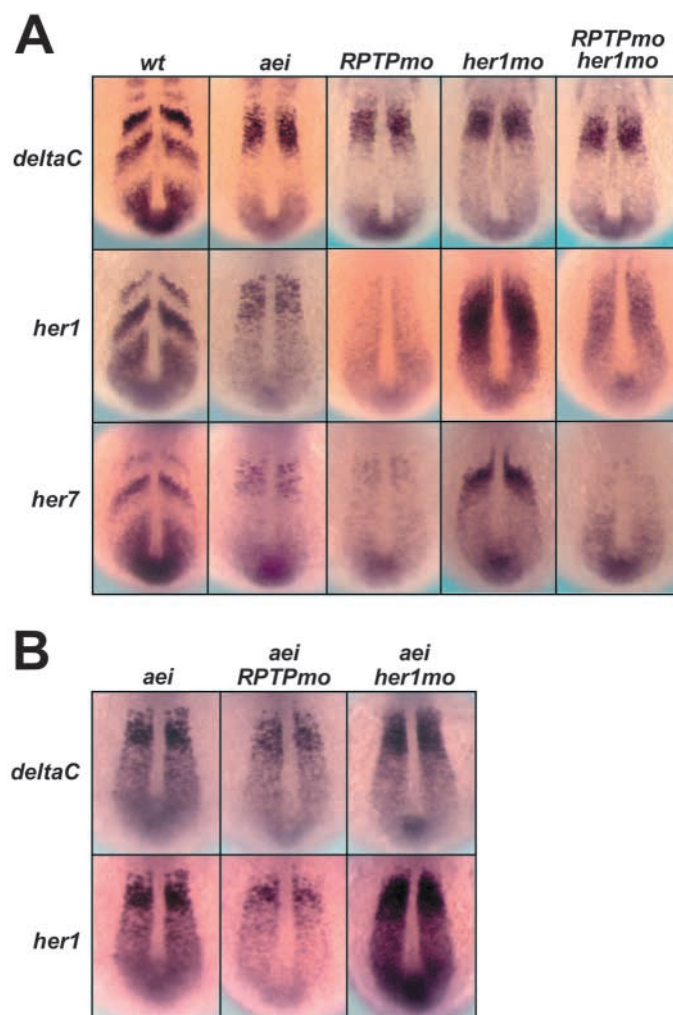 A
wt aei RPTPmo her1mo RPTPmo her1mo
deltaC
her1
her7
B
aei aei RPTPmo aei her1mo
deltaC
her1